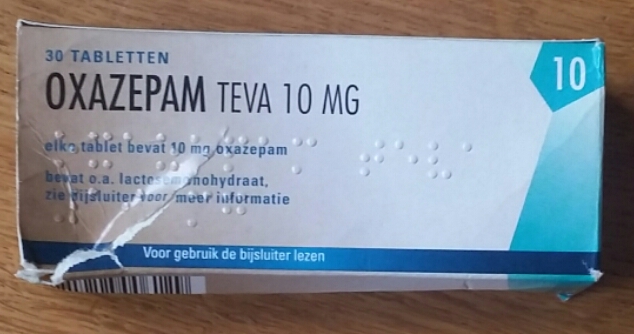 30 TABLETTEN
OXAZEPAM TEVA 10 MG
10
elke tablet bevat 10 mg oxazepam
bevat o.a. lactosemonohydraat,
zie bijsluiter voor meer informatie
Voor gebruik de bijsluiter lezen